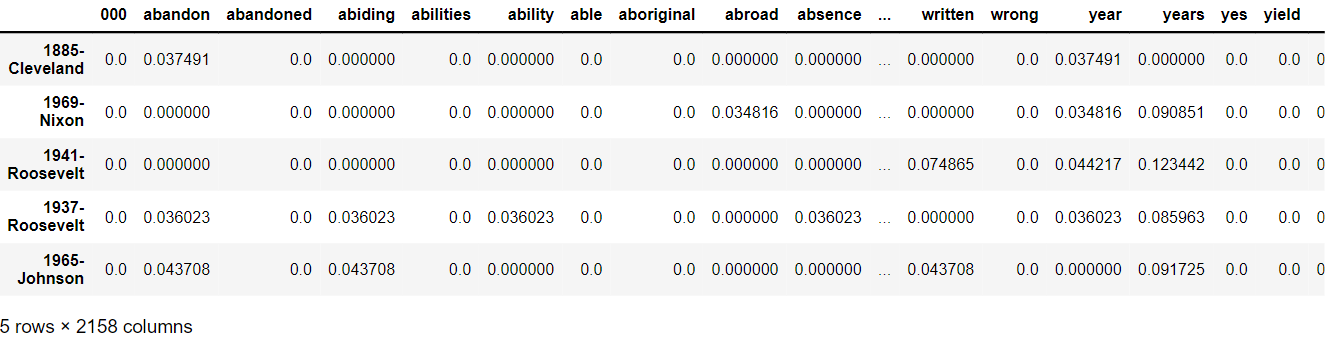 000 abandon abandoned abiding abilities ability able aboriginal abroad absence ... written wrong year years yes yield
1885-
Cleveland 0.0 0.037491 0.0 0.000000 0.0 0.000000 0.0 0.0 0.000000 0.000000 ... 0.000000 0.0 0.037491 0.000000 0.0 0.0 0
1969-
Nixon 0.0 0.000000 0.0 0.000000 0.0 0.000000 0.0 0.0 0.034816 0.000000 ... 0.000000 0.0 0.034816 0.090851 0.0 0.0 0
1941-
Roosevelt 0.0 0.000000 0.0 0.000000 0.0 0.000000 0.0 0.0 0.000000 0.000000 ... 0.074865 0.0 0.044217 0.123442 0.0 0.0 0
1937-
Roosevelt 0.0 0.036023 0.0 0.036023 0.0 0.036023 0.0 0.0 0.000000 0.036023 ... 0.000000 0.0 0.036023 0.085963 0.0 0.0 0
1965-
Johnson 0.0 0.043708 0.0 0.043708 0.0 0.000000 0.0 0.0 0.000000 0.000000 ... 0.043708 0.0 0.000000 0.091725 0.0 0.0 0
5 rows × 2158 columns